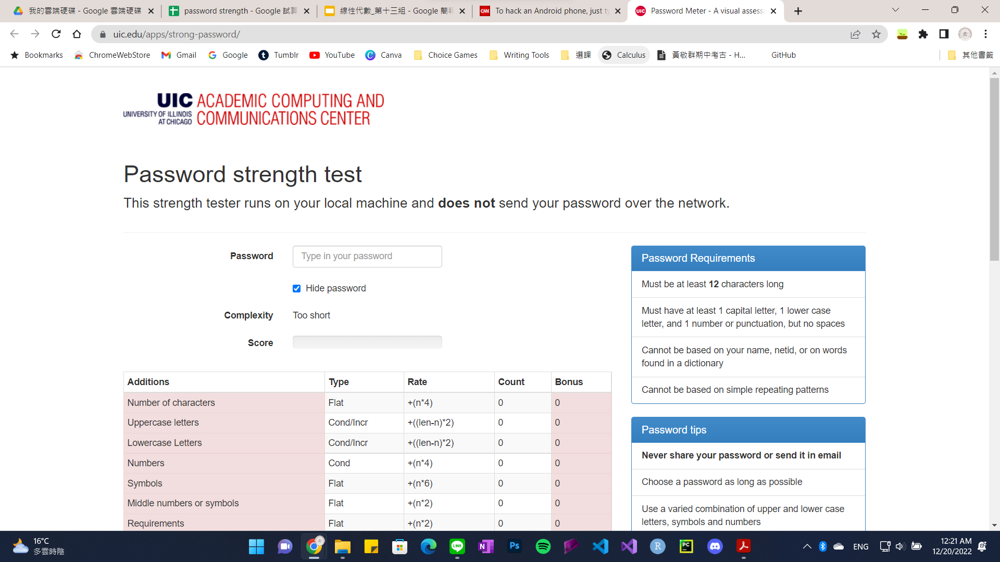 我的雲端硬碟 - Google 雲端硬碟
password strength - Google 試算
線性代數_第十三組 - Google 簡報
To hack an Android phone, just ty
Password Meter - A visual assess
uic.edu/apps/strong-password/
Bookmarks
ChromeWebStore
Gmail
Google
Tumblr
YouTube
Canva
Choice Games
Writing Tools
選課
Calculus
黃敬群期中考古 - H...
GitHub
其他書籤
UIC ACADEMIC COMPUTING AND
UNIVERSITY OF ILLINOIS
AT CHICAGO COMMUNICATIONS CENTER
Password strength test
This strength tester runs on your local machine and does not send your password over the network.
Password
Type in your password
Hide password
Complexity Too short
Score
Additions Type Rate Count Bonus
Number of characters Flat +(n*4) 0 0
Uppercase letters Cond/Incr +((len-n)*2) 0 0
Lowercase Letters Cond/Incr +((len-n)*2) 0 0
Numbers Cond +(n*4) 0 0
Symbols Flat +(n*6) 0 0
Middle numbers or symbols Flat +(n*2) 0 0
Requirements Flat +(n*2) 0 0
Password Requirements
Must be at least 12 characters long
Must have at least 1 capital letter, 1 lower case
letter, and 1 number or punctuation, but no spaces
Cannot be based on your name, netid, or on words
found in a dictionary
Cannot be based on simple repeating patterns
Password tips
Never share your password or send it in email
Choose a password as long as possible
Use a varied combination of upper and lower case
letters, symbols and numbers
16°C
多雲時陰
ENG
12:21 AM
12/20/2022